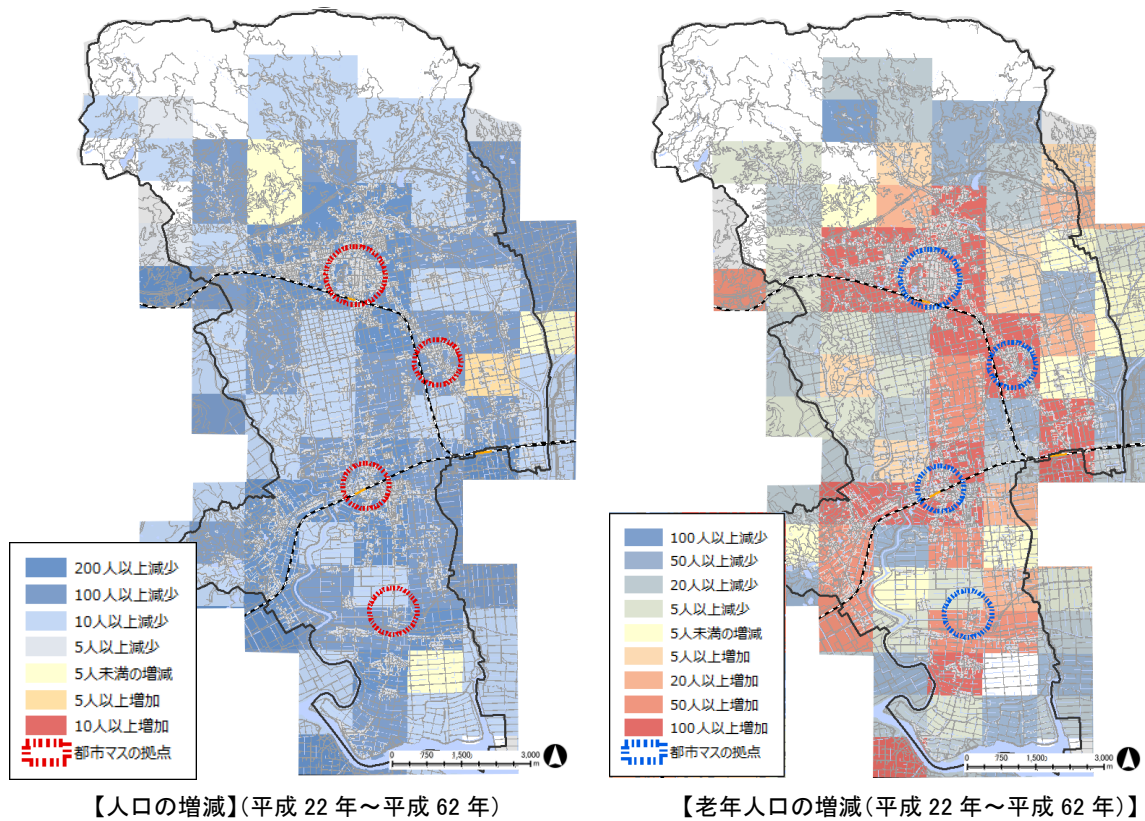 200人以上減少
100人以上減少
10人以上減少
5人以上減少
5人未満の増減
5人以上増加
10人以上増加
都市マスの拠点
0 750 1,500 3,000
m
【人口の増減】(平成 22 年~平成 62 年)
100人以上減少
50人以上減少
20人以上減少
5人以上減少
5人未満の増減
5人以上増加
20人以上増加
50人以上増加
100人以上増加
都市マスの拠点
0 750 1,500 3,000
m
【老年人口の増減(平成 22 年~平成 62 年)】